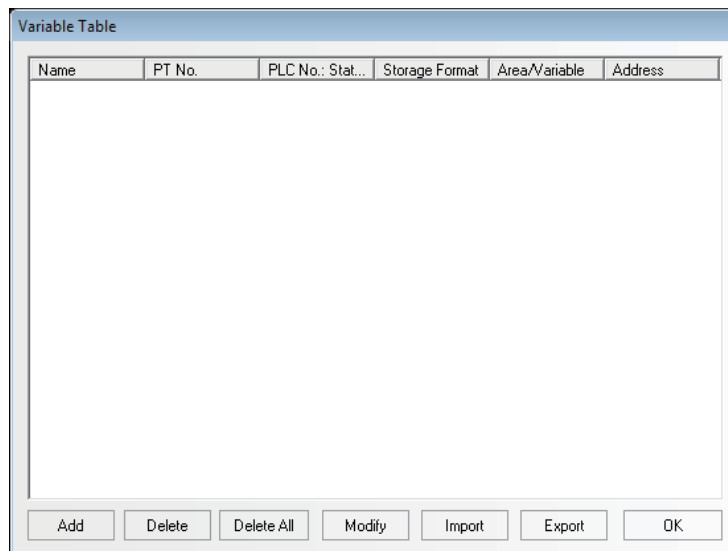 Variable Table
Name PT No. PLC No.: Stat... Storage Format Area/Variable Address
Add Delete Delete All Modify Import Export OK